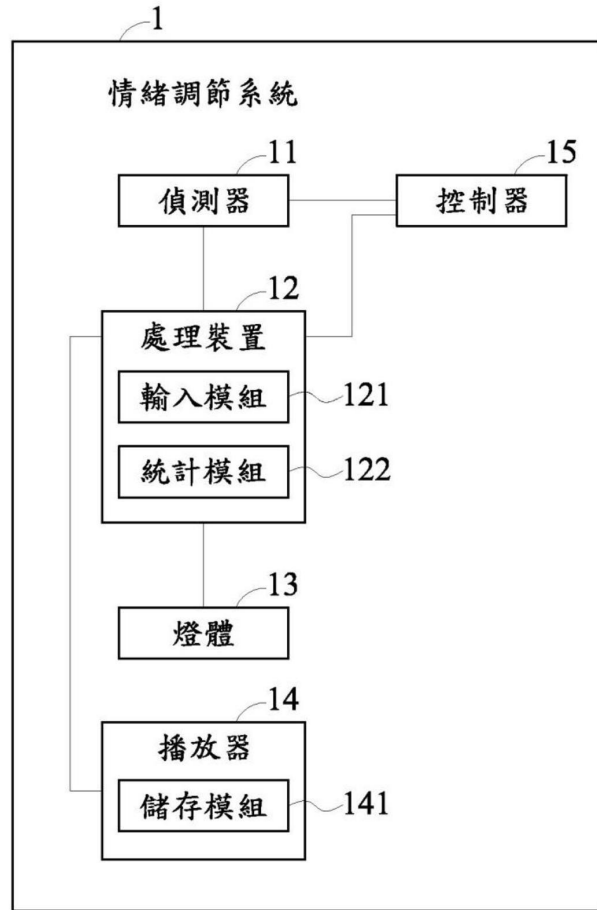 1
情緒調節系統
11
偵測器
15
控制器
12
處理裝置
輸入模組
121
統計模組
122
13
燈體
14
播放器
儲存模組
141